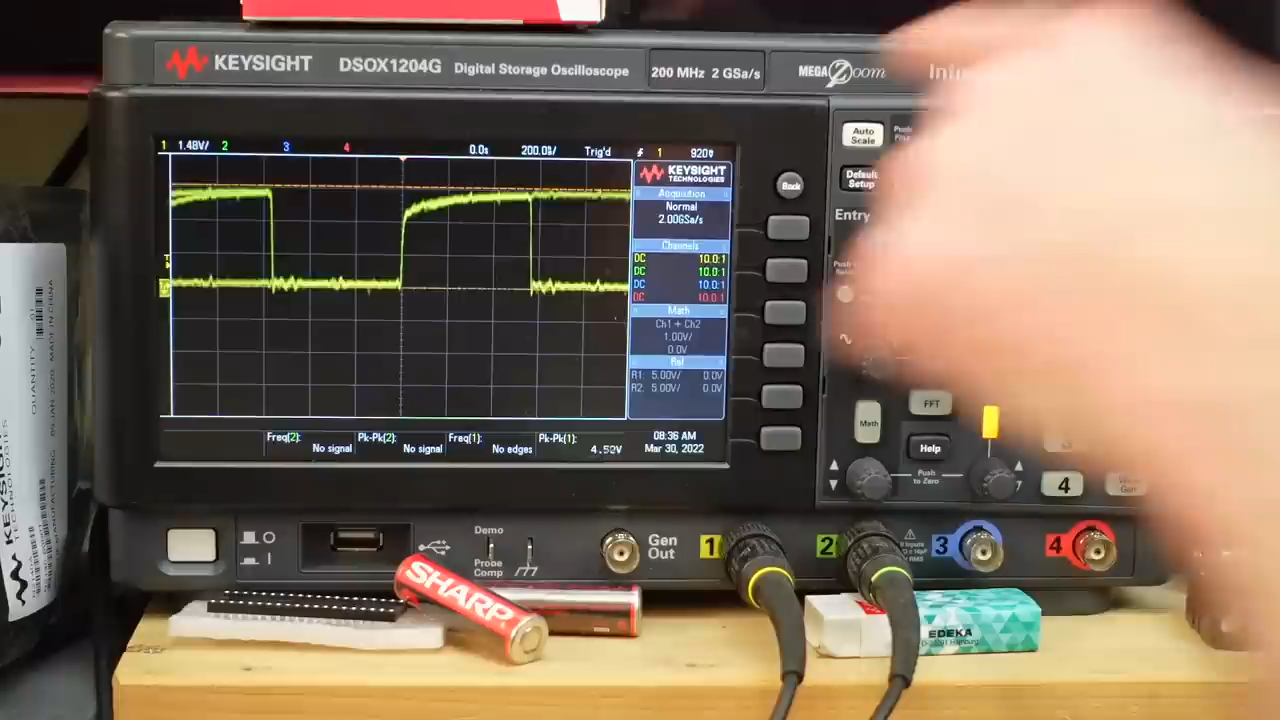 KEYSIGHT DSOX1204G Digital Storage Oscilloscope 200 MHz 2 GSa/s MEGA Zoom
1 1.48V/ 2 3 4 0.0s Trig'd 1
KEYSIGHT
TECHNOLOGIES
Acquisition
Normal
2.00GSa/s
Channels
DC 10.0:1
DC 10.0:1
DC 10.0:1
DC 10.0:1
Math
Ch1 + Ch2
1.00V/
0.0V
R1: 5.00V/ 0.0V
R2: 5.00V/ 0.0V
Freq(2):
No signal
Pk-Pk(2):
No signal
Freq(1):
No edges
Pk-Pk(1):
4.52V
08:36 AM
Mar 30, 2022
Back
Auto
Scale
Default
Setup
Entry
FFT
Math
Help
Push
to Zero
4
Demo
Probe
Comp
Gen
Out
1
2
3
4
SHARP
EDEKA
KEYSIGHT
QUANTITY
MADE IN CHINA